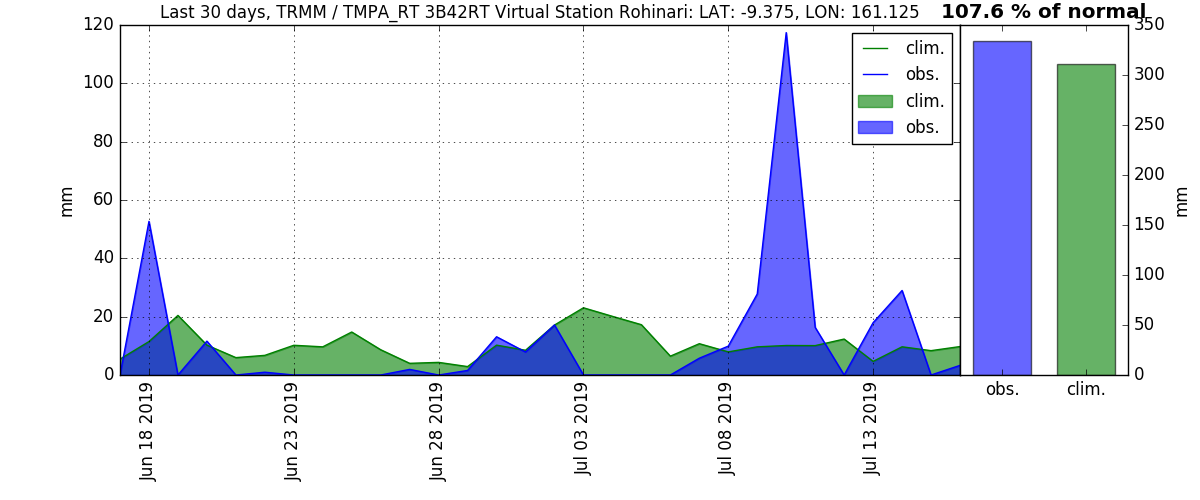 Last 30 days, TRMM / TMPA_RT 3B42RT Virtual Station Rohinari: LAT: -9.375, LON: 161.125
107.6 % of normal
120
100
80
60
40
20
0
mm
clim.
obs.
clim.
obs.
350
300
250
200
150
100
50
0
mm
Jun 18 2019
Jun 23 2019
Jun 28 2019
Jul 03 2019
Jul 08 2019
Jul 13 2019
obs.
clim.